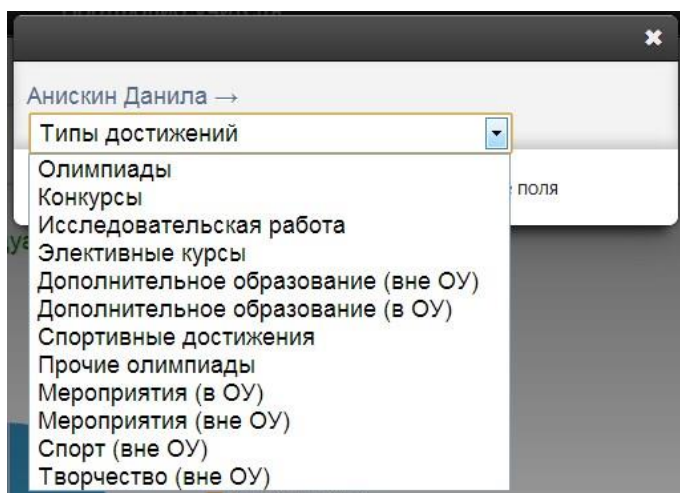 Анискин Данила →
Типы достижений
Олимпиады
Конкурсы
поля
Исследовательская работа
Элективные курсы
Дополнительное образование (вне ОУ)
Дополнительное образование (в ОУ)
Спортивные достижения
Прочие олимпиады
Мероприятия (в ОУ)
Мероприятия (вне ОУ)
Спорт (вне ОУ)
Творчество (вне ОУ)